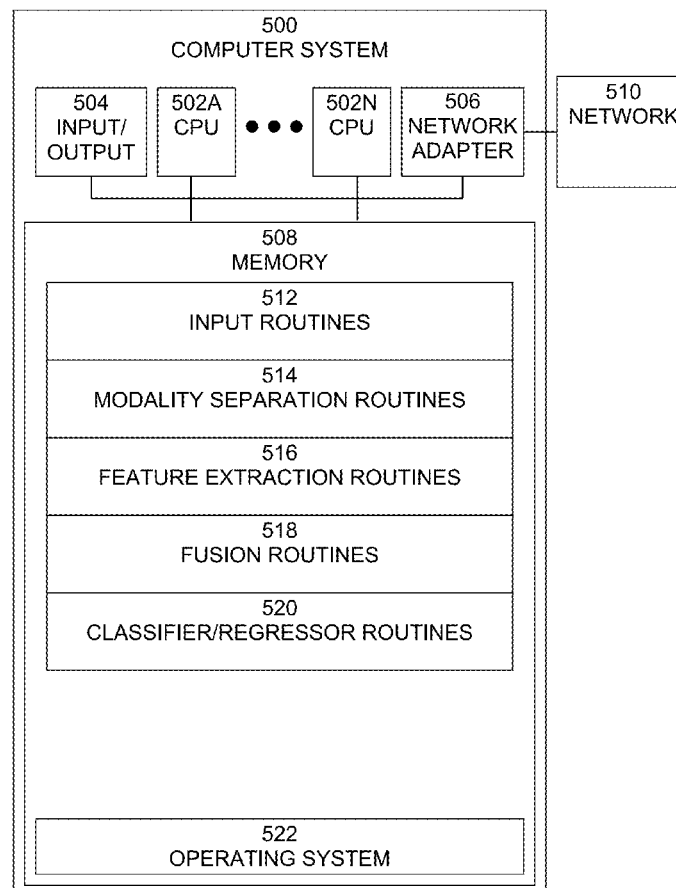 500
COMPUTER SYSTEM
504
INPUT/
OUTPUT
502A
CPU
502N
CPU
506
NETWORK
ADAPTER
510
NETWORK
508
MEMORY
512
INPUT ROUTINES
514
MODALITY SEPARATION ROUTINES
516
FEATURE EXTRACTION ROUTINES
518
FUSION ROUTINES
520
CLASSIFIER/REGRESSOR ROUTINES
522
OPERATING SYSTEM